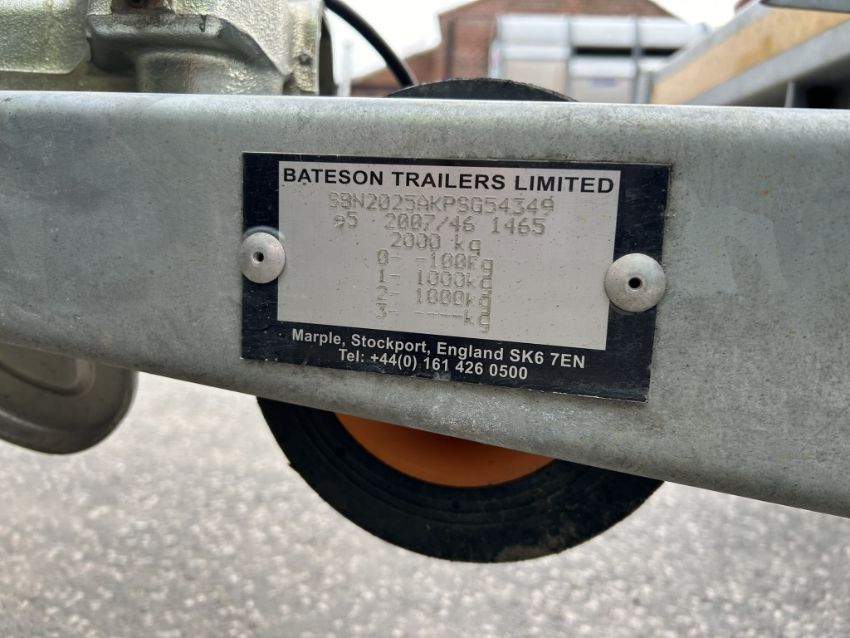 BATESON TRAILERS LIMITED
SBN2025AKPSG54349
e5 2007/46 1465
2000 kg
0- -100Kg
1- 1000kg
2- 1000kg
3- ----kg
Marple, Stockport, England SK6 7EN
Tel: +44(0) 161 426 0500